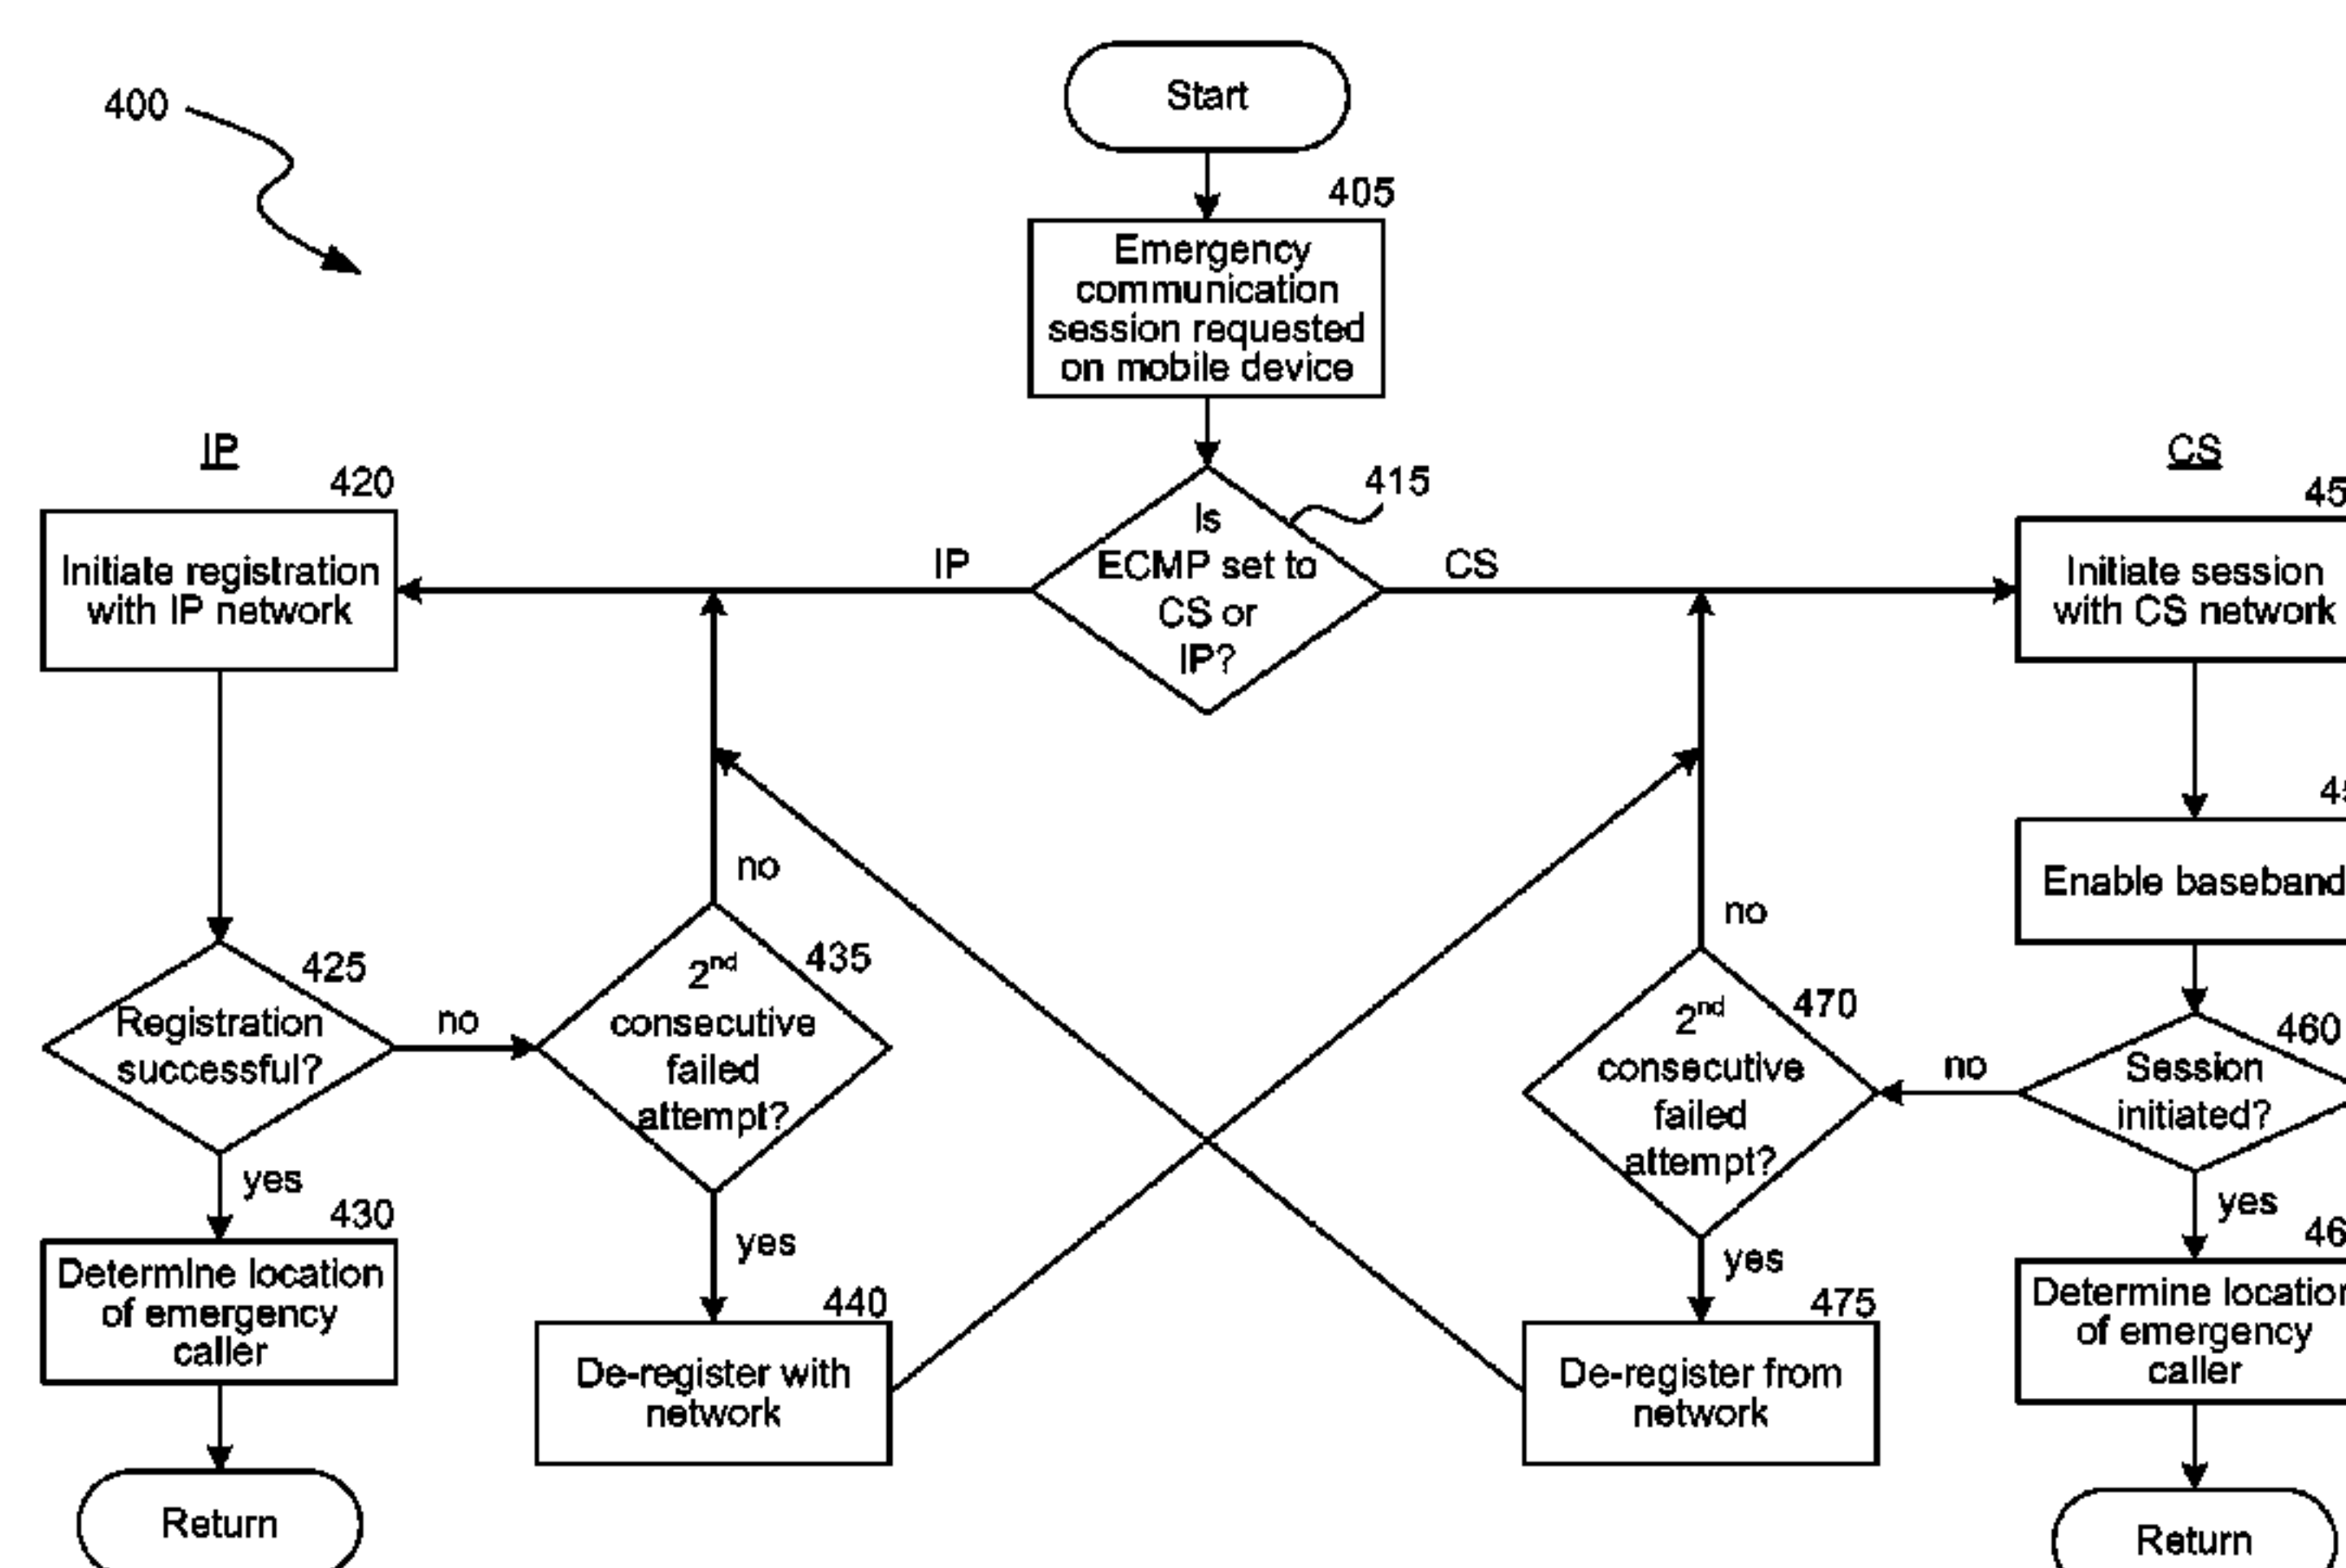 400
Start
405
Emergency
communication
session requested
on mobile device
IP
420
Initiate registration
with IP network
IP
415
Is
ECMP set to
CS or
IP?
CS
CS
45
Initiate session
with CS network
45
Enable baseband
no
no
425
Registration
successful?
no
435
2nd
consecutive
failed
attempt?
470
2nd
consecutive
failed
attempt?
no
460
Session
initiated?
yes
yes
yes
yes
430
Determine location
of emergency
caller
440
De-register with
network
475
De-register from
network
46
Determine location
of emergency
caller
Return
Return